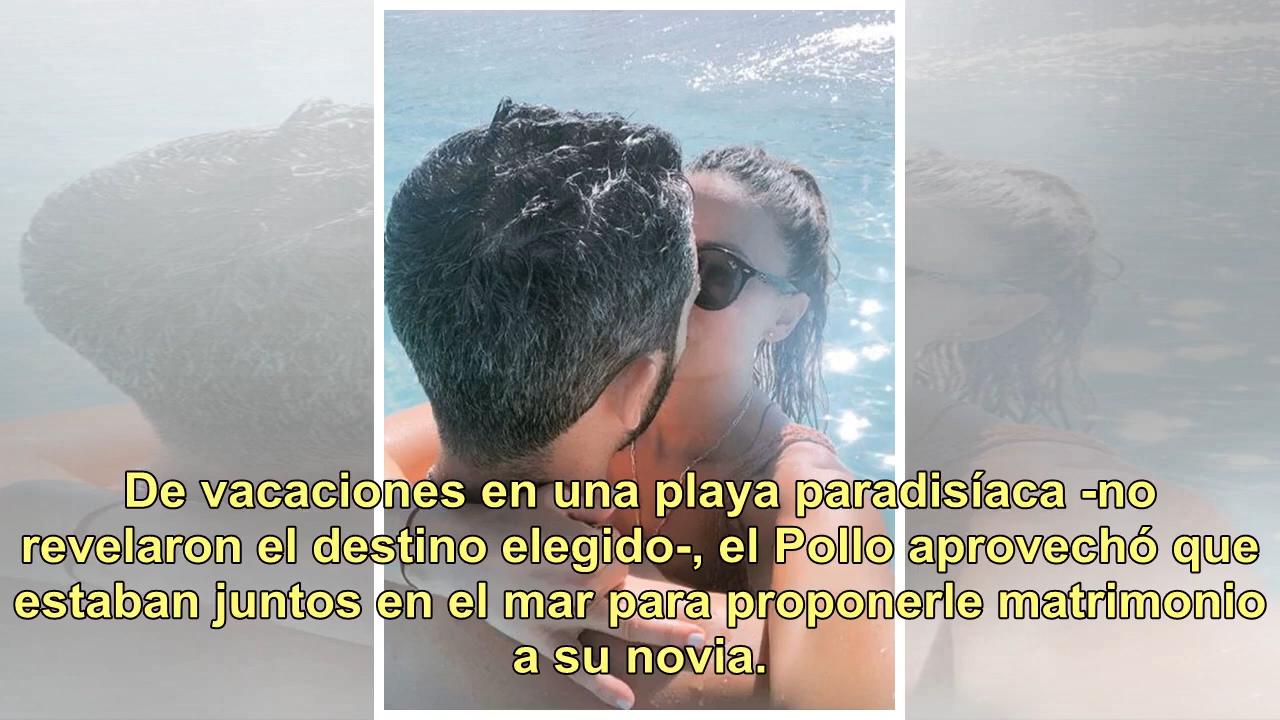 De vacaciones en una playa paradisíaca -no
revelaron el destino elegido-, el Pollo aprovechó que
estaban juntos en el mar para proponerle matrimonio
a su novia.